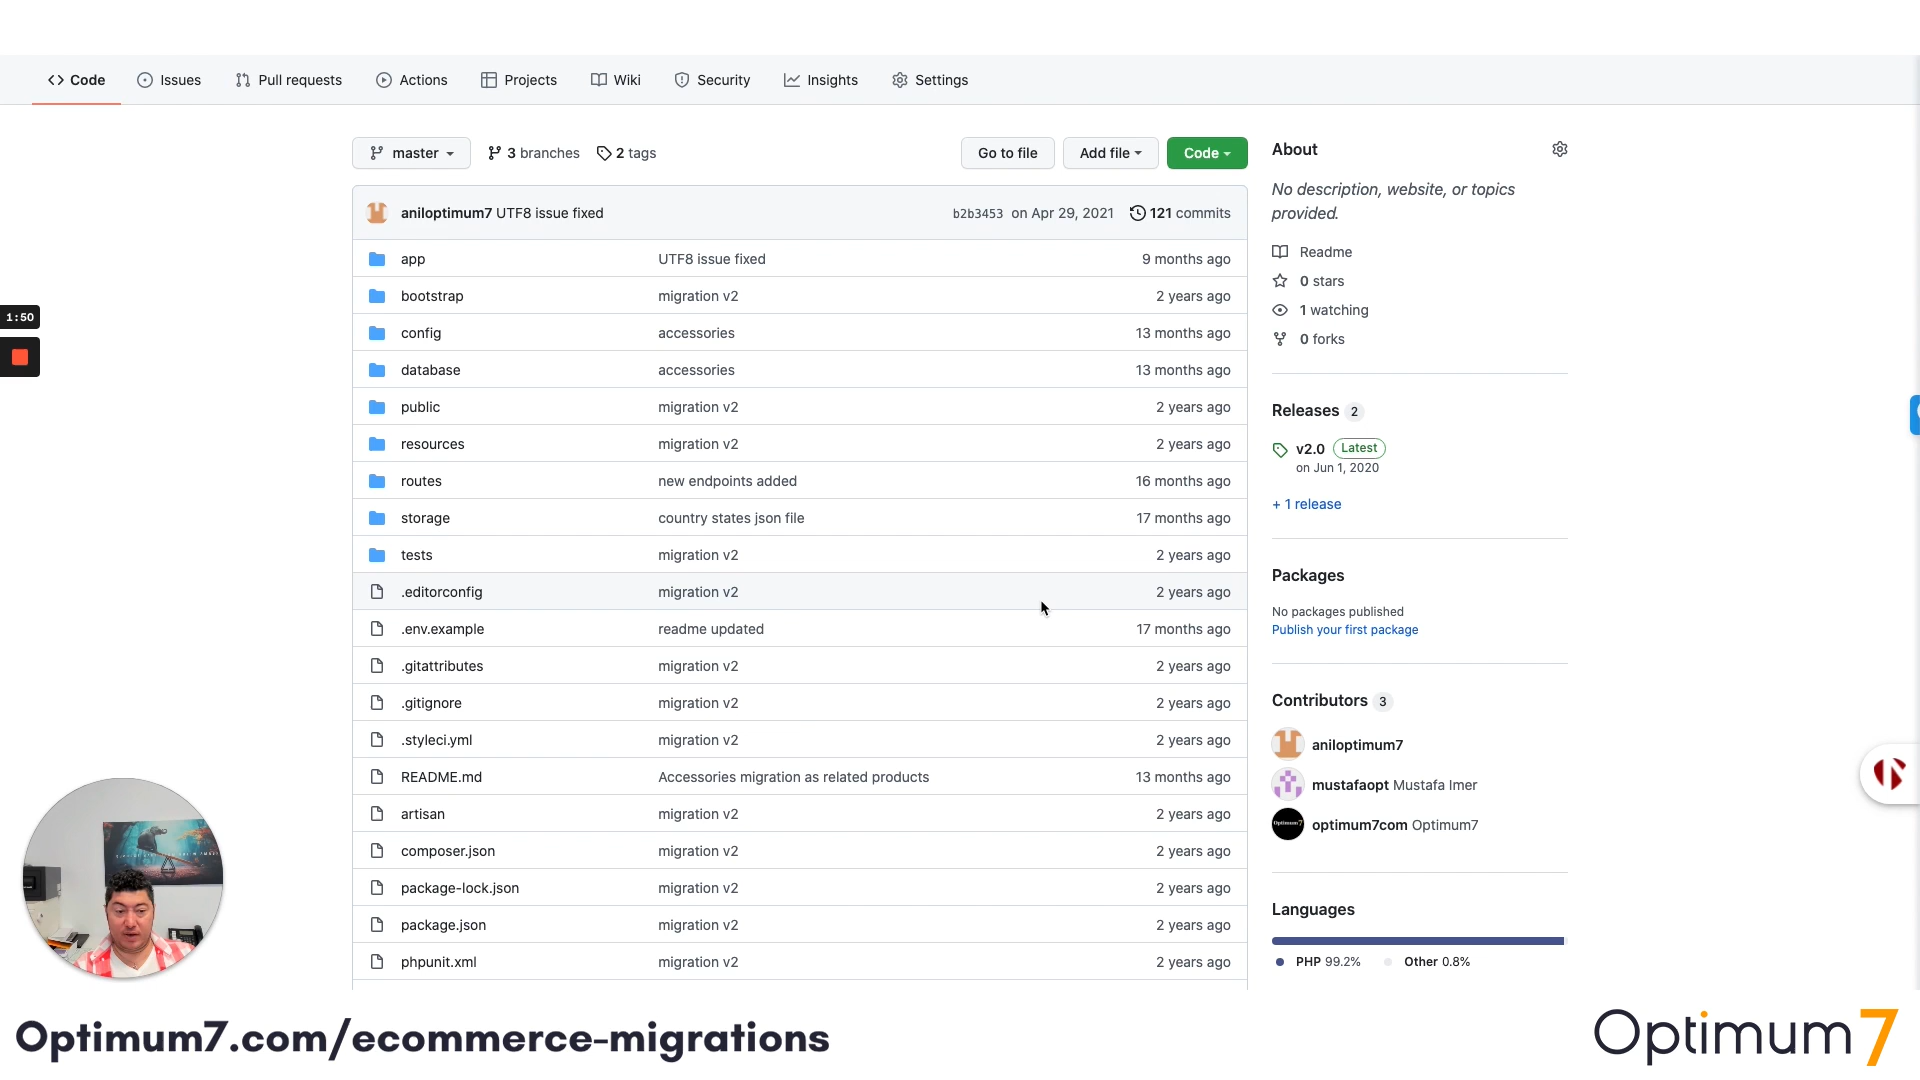 Code Issues Pull requests Actions Projects Wiki Security Insights Settings
master 3 branches 2 tags Go to file Add file Code
aniloptimum7 UTF8 issue fixed b2b3453 on Apr 29, 2021 121 commits
app UTF8 issue fixed 9 months ago
bootstrap migration v2 2 years ago
config accessories 13 months ago
database accessories 13 months ago
public migration v2 2 years ago
resources migration v2 2 years ago
routes new endpoints added 16 months ago
storage country states json file 17 months ago
tests migration v2 2 years ago
.editorconfig migration v2 2 years ago
.env.example readme updated 17 months ago
.gitattributes migration v2 2 years ago
.gitignore migration v2 2 years ago
.styleci.yml migration v2 2 years ago
README.md Accessories migration as related products 13 months ago
artisan migration v2 2 years ago
composer.json migration v2 2 years ago
package-lock.json migration v2 2 years ago
package.json migration v2 2 years ago
phpunit.xml migration v2 2 years ago
About
No description, website, or topics
provided.
Readme
0 stars
1 watching
0 forks
Releases 2
v2.0 Latest
on Jun 1, 2020
+ 1 release
Packages
No packages published
Publish your first package
Contributors 3
aniloptimum7
mustafaopt Mustafa Imer
Optimum7
optimum7com Optimum7
Languages
PHP 99.2% Other 0.8%
1:50
Optimum7.com/ecommerce-migrations
Optimum7